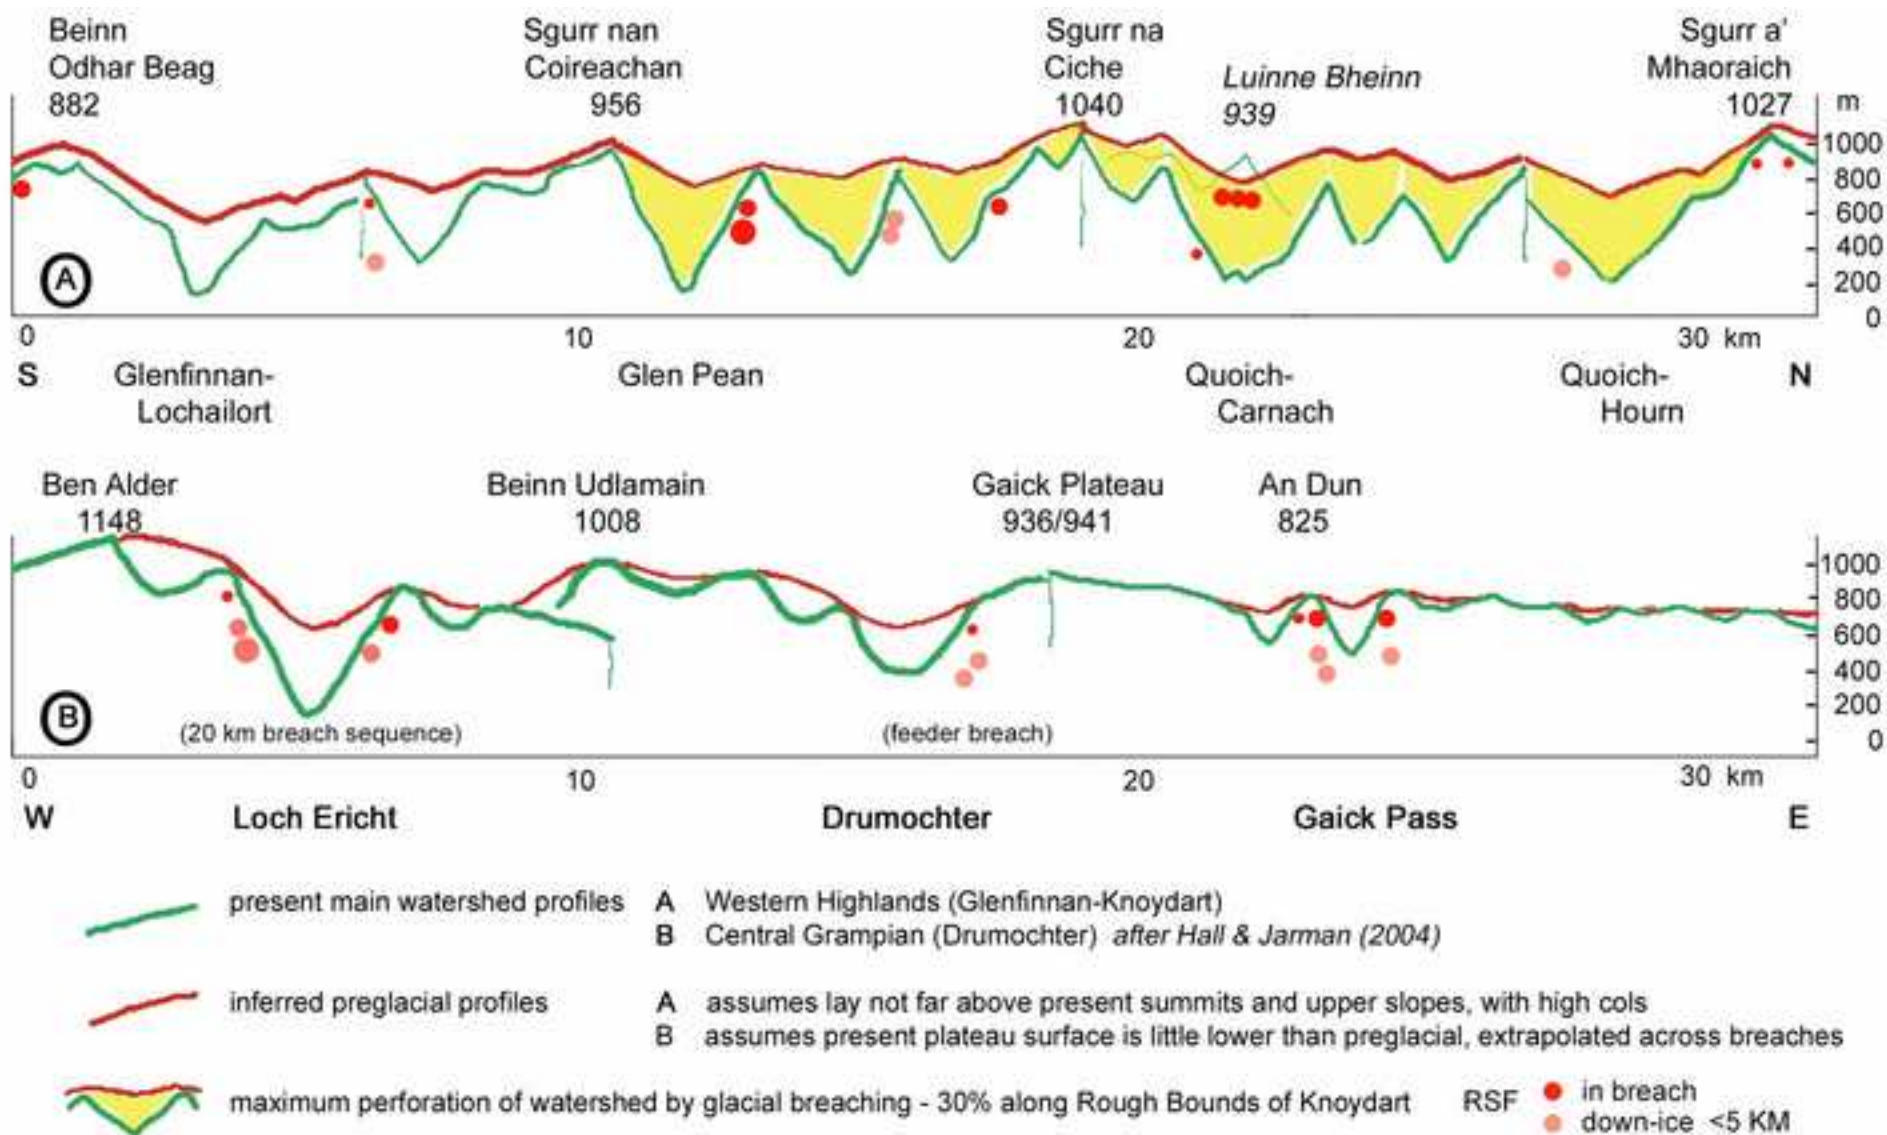 Beinn
Odhar Beag
882
Sgurr nan
Coireachan
956
Sgurr na
Ciche
1040
Luinne Bheinn
939
Sgurr a'
Mhaoraich
1027
m
1000
800
600
400
200
0
A
0 10 20 30 km
S N
Glenfinnan-
Lochailort
Glen Pean
Quoich-
Carnach
Quoich-
Hourn
Ben Alder
1148
Beinn Udlamain
1008
Gaick Plateau
936/941
An Dun
825
1000
800
600
400
200
0
B
(20 km breach sequence)
(feeder breach)
0 10 20 30 km
W Loch Ericht Drumochter Gaick Pass E
present main watershed profiles
A Western Highlands (Glenfinnan-Knoydart)
B Central Grampian (Drumochter) after Hall & Jarman (2004)
inferred preglacial profiles
A assumes lay not far above present summits and upper slopes, with high cols
B assumes present plateau surface is little lower than preglacial, extrapolated across breaches
maximum perforation of watershed by glacial breaching - 30% along Rough Bounds of Knoydart
RSF
in breach
down-ice <5 KM